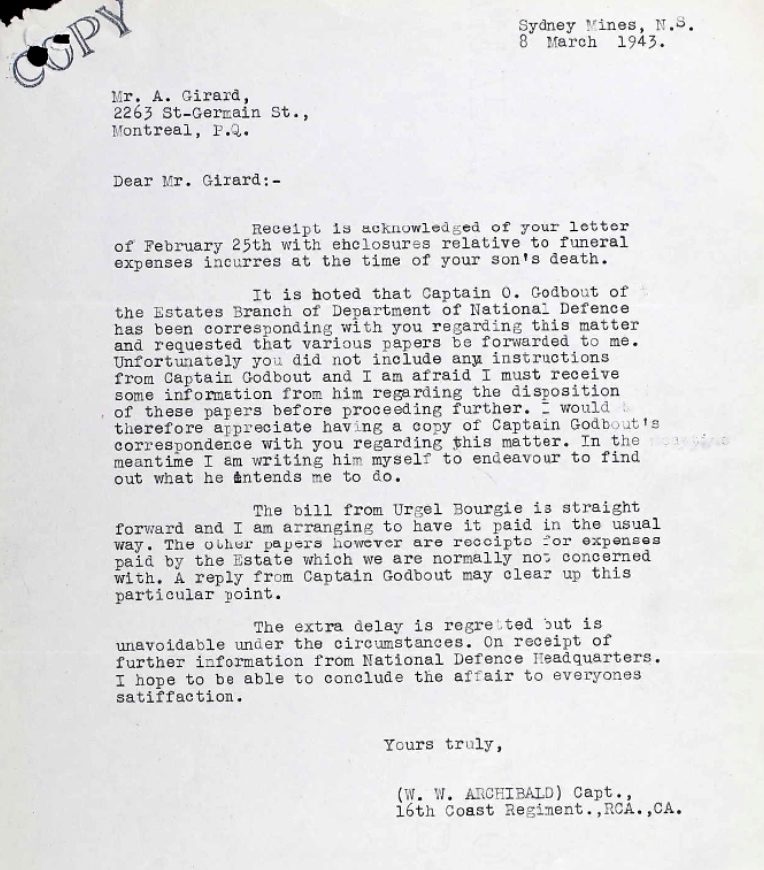 COPY
Sydney Mines, N.S.
8 March 1943.
Mr. A. Girard,
2263 St-Germain St.,
Montreal, P.Q.
Dear Mr. Girard:-
Receipt is acknowledged of your letter
of February 25th with ehclosures relative to funeral
expenses incurres at the time of your son's death.
It is hoted that Captain O. Godbout of
the Estates Branch of Department of National Defence
has been corresponding with you regarding this matter
and requested that various papers be forwarded to me.
Unfortunately you did not include any instructions
from Captain Godbout and I am afraid I must receive
some information from him regarding the disposition
of these papers before proceeding further. I would
therefore appreciate having a copy of Captain Godbout's
correspondence with you regarding this matter. In the
meantime I am writing him myself to endeavour to find
out what he intends me to do.
The bill from Urgel Bourgie is straight
forward and I am arranging to have it paid in the usual
way. The other papers however are receipts for expenses
paid by the Estate which we are normally not concerned
with. A reply from Captain Godbout may clear up this
particular point.
The extra delay is regretted but is
unavoidable under the circumstances. On receipt of
further information from National Defence Headquarters.
I hope to be able to conclude the affair to everyones
satiffaction.
Yours truly,
(W. W. ARCHIBALD) Capt.,
16th Coast Regiment.,RCA.,CA.